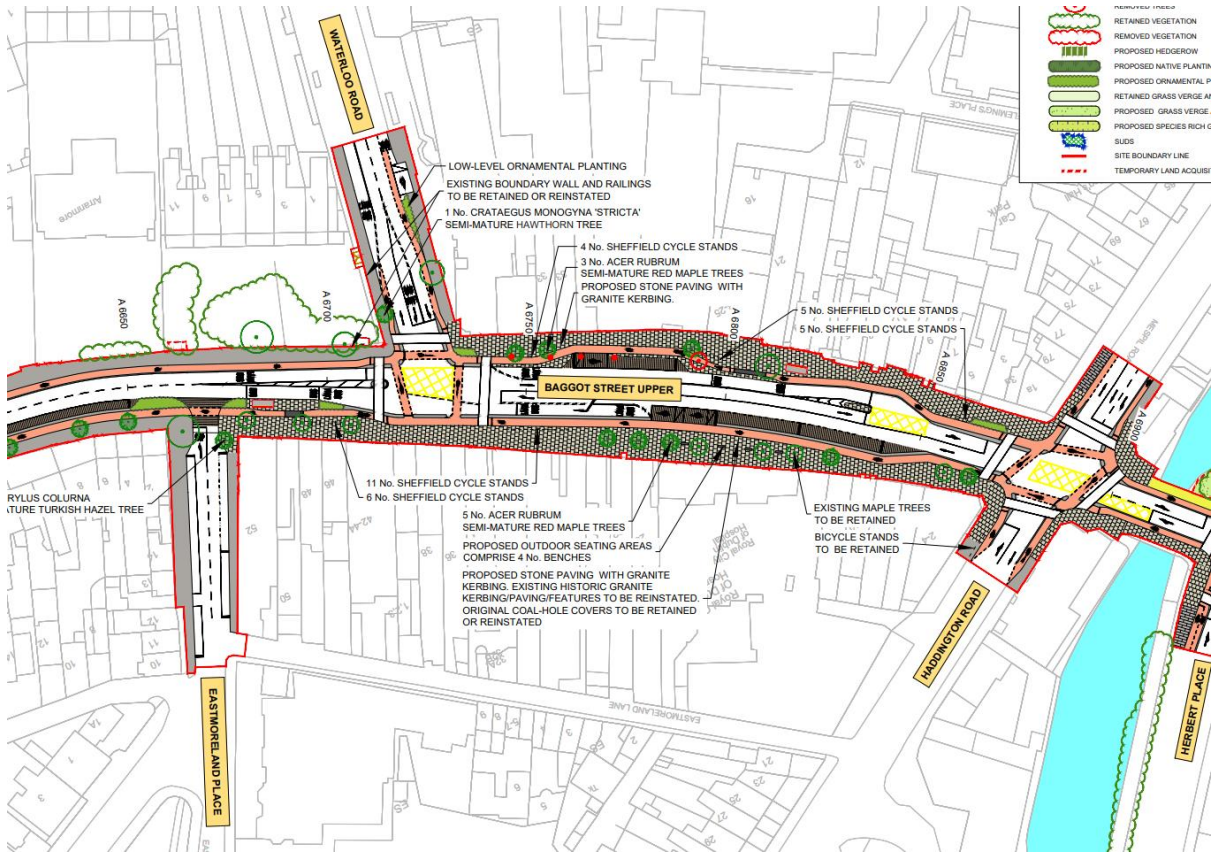 REMOVED TREES
RETAINED VEGETATION
REMOVED VEGETATION
PROPOSED HEDGEROW
PROPOSED NATIVE PLANTIN
PROPOSED ORNAMENTAL P
RETAINED GRASS VERGE AN
PROPOSED GRASS VERGE
PROPOSED SPECIES RICH G
SUDS
SITE BOUNDARY LINE
TEMPORARY LAND ACQUISIT
WATERLOO ROAD
LOW-LEVEL ORNAMENTAL PLANTING
EXISTING BOUNDARY WALL AND RAILINGS
TO BE RETAINED OR REINSTATED
1 No. CRATAEGUS MONOGYNA 'STRICTA'
SEMI-MATURE HAWTHORN TREE
4 No. SHEFFIELD CYCLE STANDS
3 No. ACER RUBRUM
SEMI-MATURE RED MAPLE TREES
PROPOSED STONE PAVING WITH
GRANITE KERBING.
5 No. SHEFFIELD CYCLE STANDS
5 No. SHEFFIELD CYCLE STANDS
Arranmore
A 6650
A 6700
A 6750
A 6800
A 6850
A 6900
BAGGOT STREET UPPER
RYLUS COLURNA
ATURE TURKISH HAZEL TREE
11 No. SHEFFIELD CYCLE STANDS
6 No. SHEFFIELD CYCLE STANDS
5 No. ACER RUBRUM
SEMI-MATURE RED MAPLE TREES
PROPOSED OUTDOOR SEATING AREAS
COMPRISE 4 No. BENCHES
PROPOSED STONE PAVING WITH GRANITE
KERBING. EXISTING HISTORIC GRANITE
KERBING/PAVING/FEATURES TO BE REINSTATED.
ORIGINAL COAL-HOLE COVERS TO BE RETAINED
OR REINSTATED
EXISTING MAPLE TREES
TO BE RETAINED
BICYCLE STANDS
TO BE RETAINED
Car
Park
EASTMORELAND PLACE
EASTMORELAND LANE
HADDINGTON ROAD
HERBERT PLACE